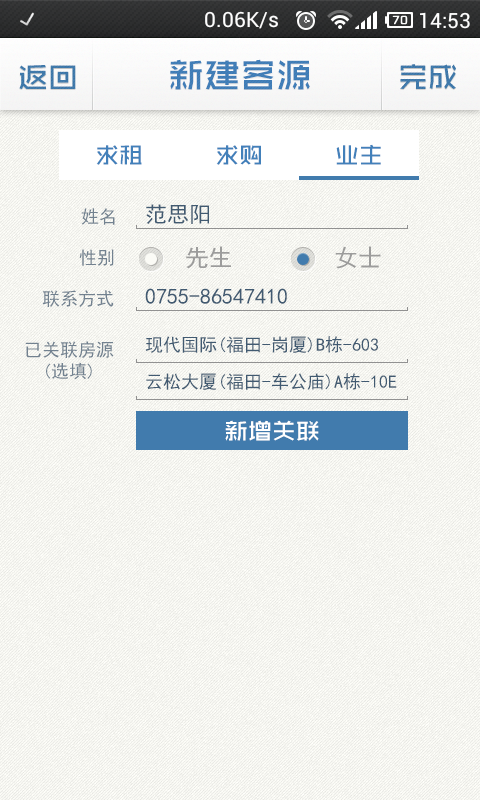 0.06K/s 70 14:53
返回 新建客源 完成
求租 求购 业主
姓名 范思阳
性别 先生 女士
联系方式 0755-86547410
已关联房源 现代国际(福田-岗厦)B栋-603
(选填) 云松大厦(福田-车公庙)A栋-10E
新增关联